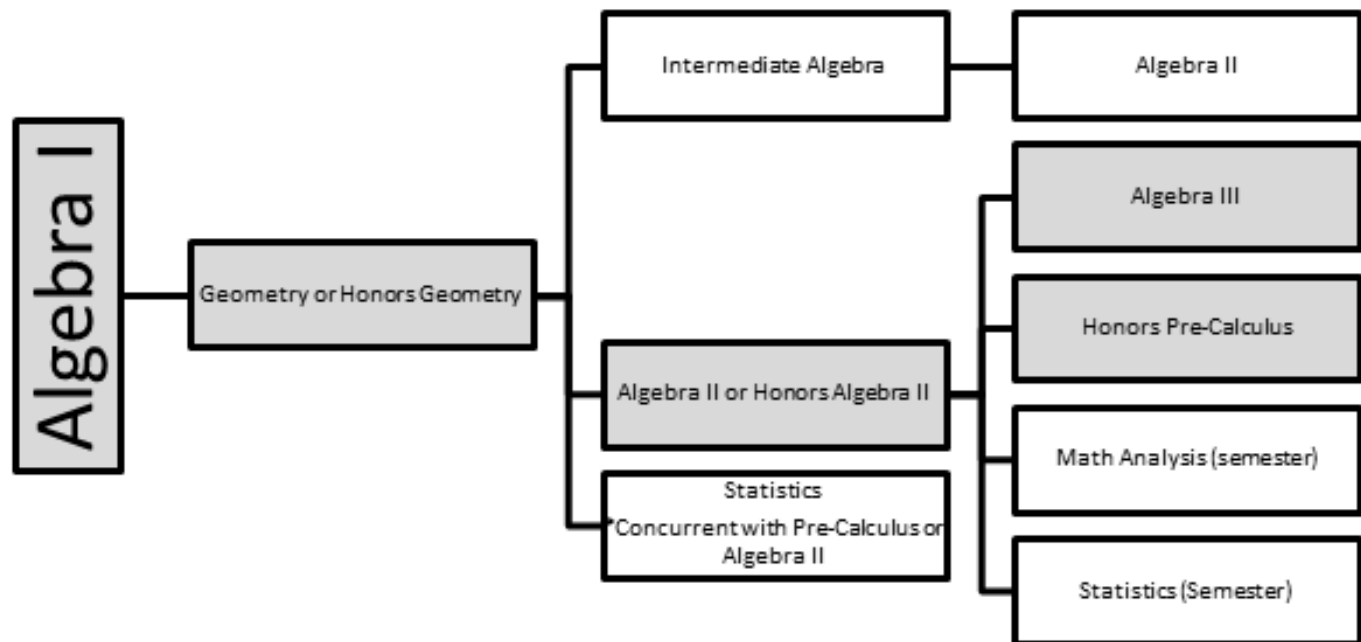 Algebra I
Geometry or Honors Geometry
Intermediate Algebra
Algebra II
Algebra II or Honors Algebra II
Algebra III
Honors Pre-Calculus
Math Analysis (semester)
Statistics (Semester)
Statistics
*Concurrent with Pre-Calculus or
Algebra II